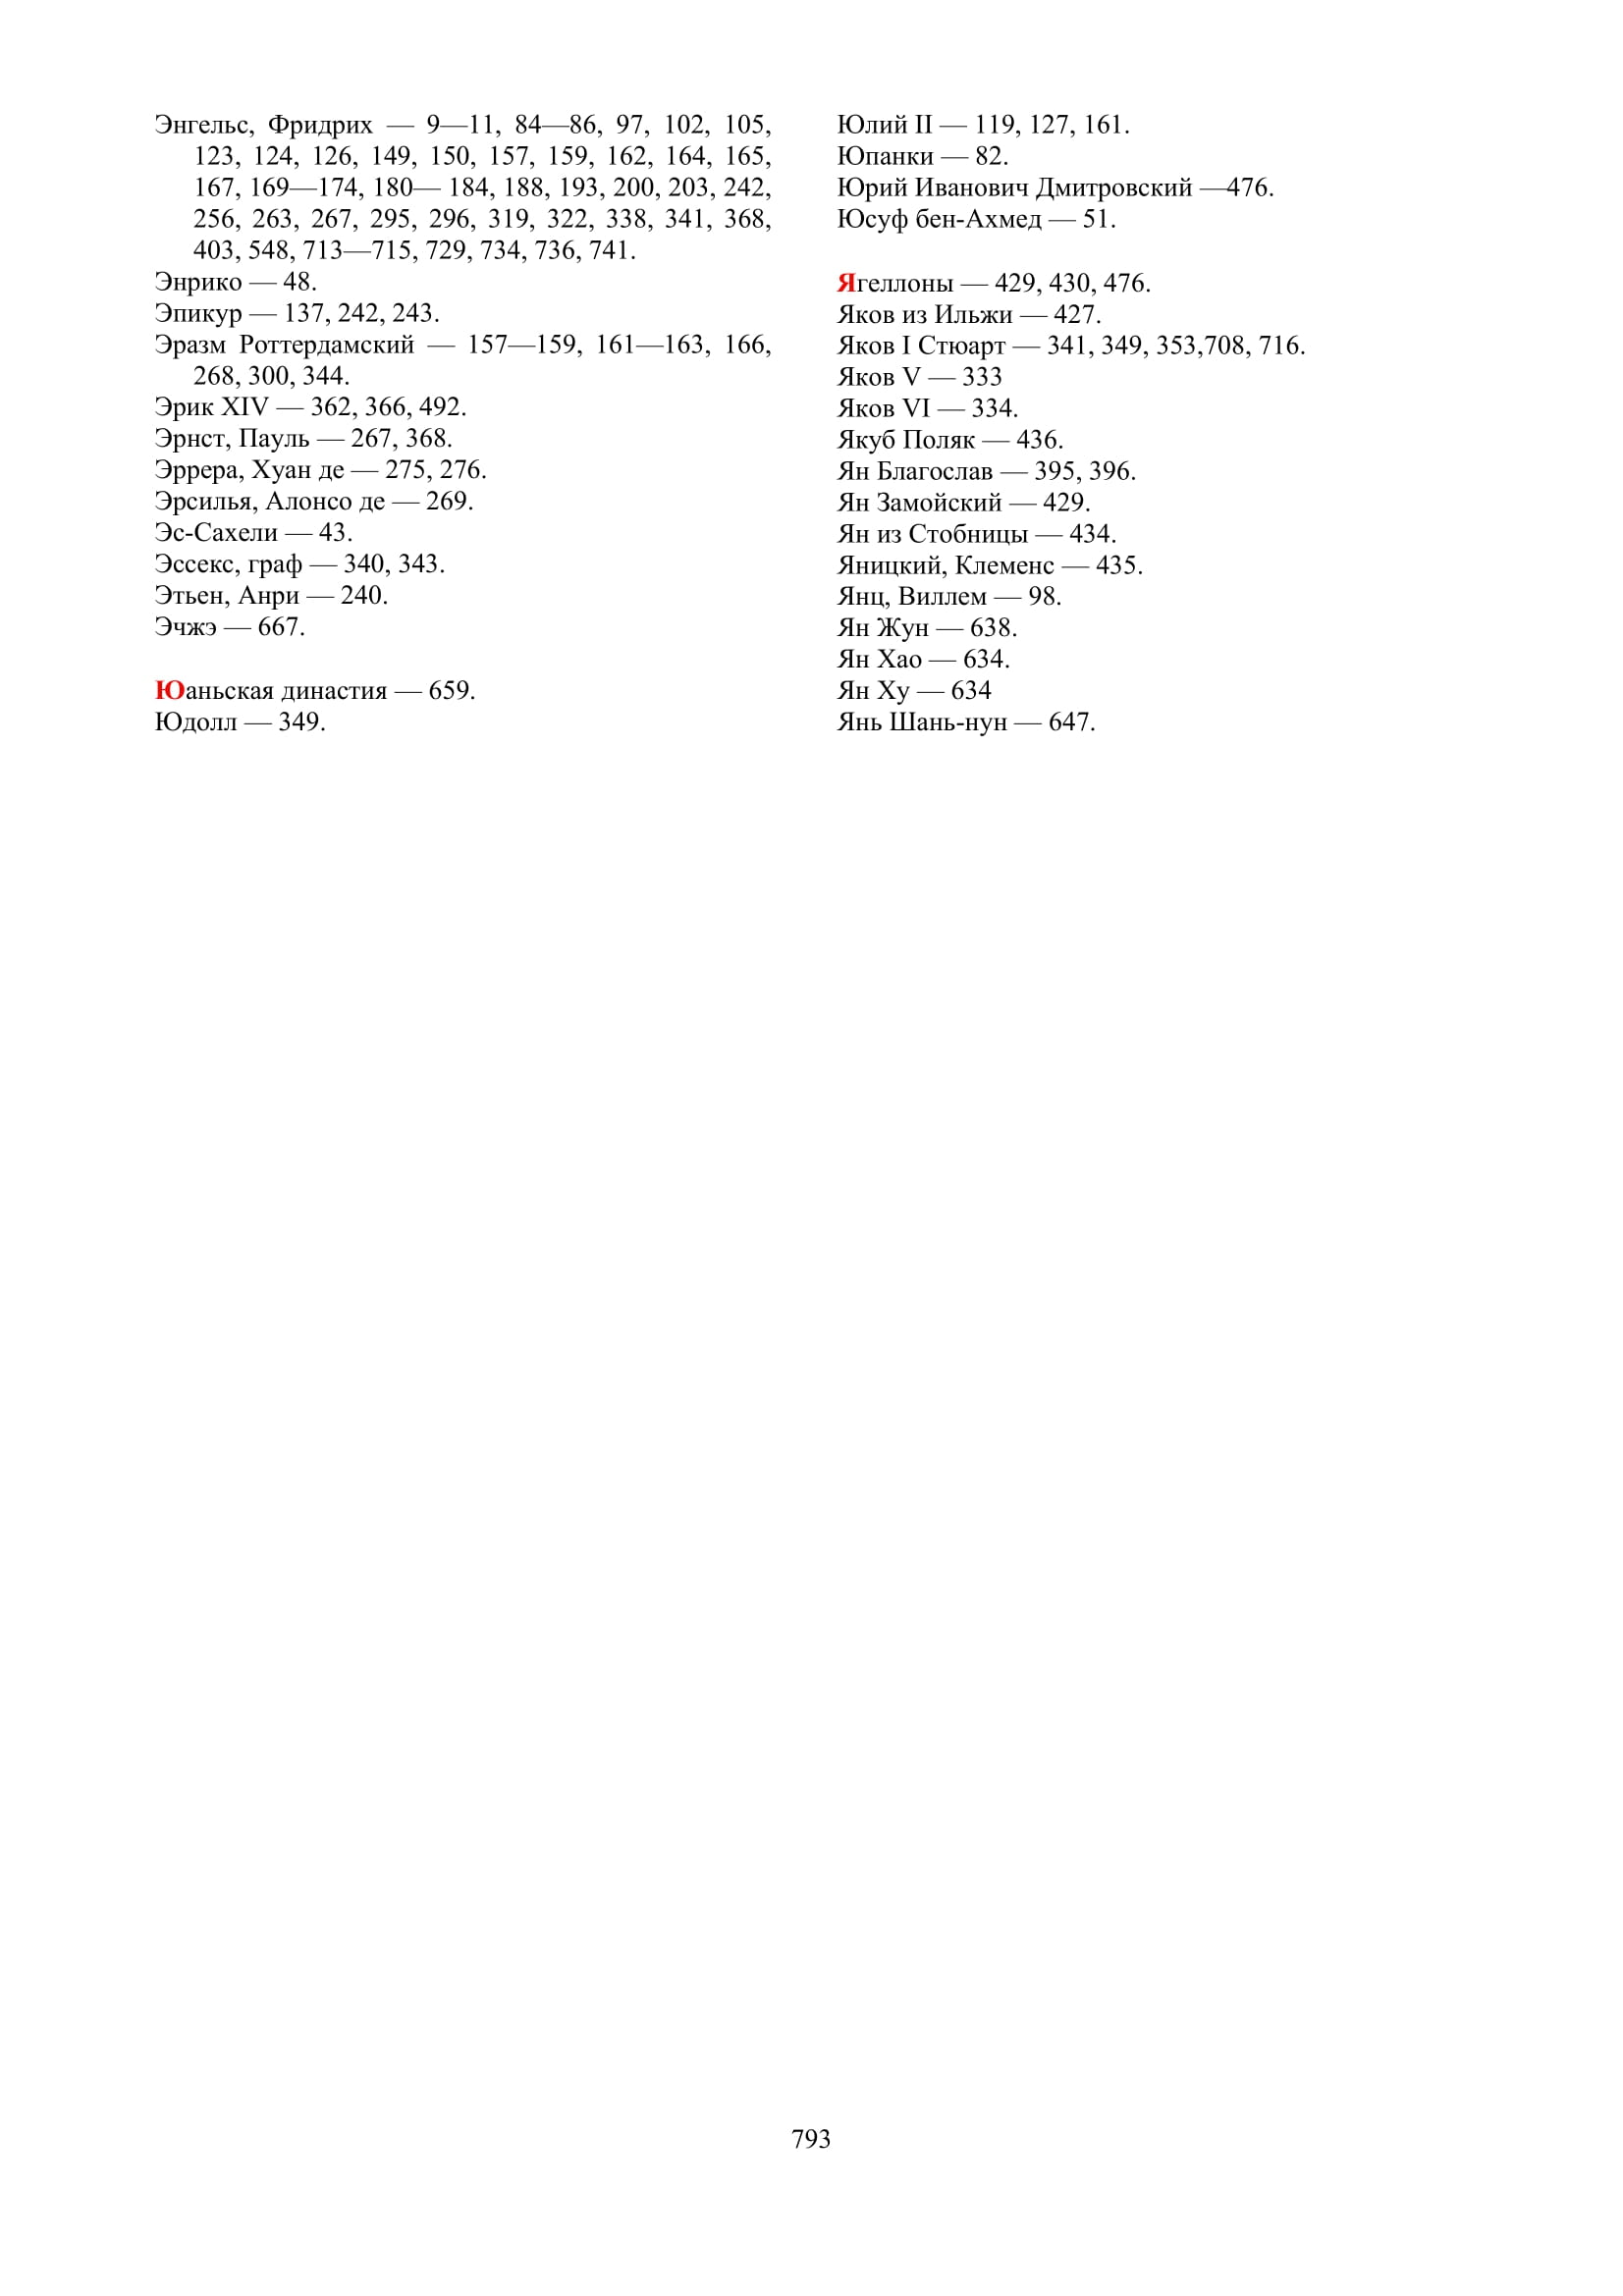 Энгельс, Фридрих — 9—11, 84—86, 97, 102, 105,
123, 124, 126, 149, 150, 157, 159, 162, 164, 165,
167, 169—174, 180— 184, 188, 193, 200, 203, 242,
256, 263, 267, 295, 296, 319, 322, 338, 341, 368,
403, 548, 713—715, 729, 734, 736, 741.
Энрико — 48.
Эпикур — 137, 242, 243.
Эразм Роттердамский — 157—159, 161—163, 166,
268, 300, 344.
Эрик XIV — 362, 366, 492.
Эрнст, Пауль — 267, 368.
Эррера, Хуан де — 275, 276.
Эрсилья, Алонсо де — 269.
Эс-Сахели — 43.
Эссекс, граф — 340, 343.
Этьен, Анри — 240.
Эчжэ — 667.
Юаньская династия — 659.
Юдолл — 349.
Юлий II — 119, 127, 161.
Юпанки — 82.
Юрий Иванович Дмитровский —476.
Юсуф бен-Ахмед — 51.
Ягеллоны — 429, 430, 476.
Яков из Ильжи — 427.
Яков I Стюарт — 341, 349, 353,708, 716.
Яков V — 333
Яков VI — 334.
Якуб Поляк — 436.
Ян Благослав — 395, 396.
Ян Замойский — 429.
Ян из Стобницы — 434.
Яницкий, Клеменс — 435.
Янц, Виллем — 98.
Ян Жун — 638.
Ян Хао — 634.
Ян Ху — 634
Янь Шань-нун — 647.
793